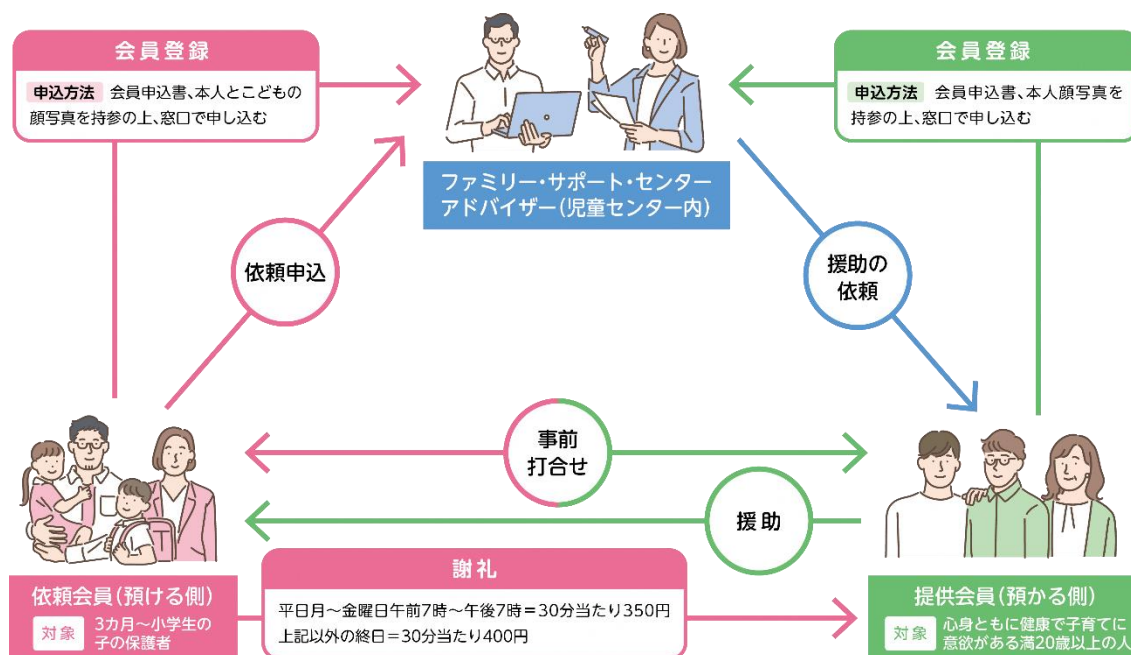 会員登録
申込方法 会員申込書、本人とこどもの
顔写真を持参の上、窓口で申し込む
会員登録
申込方法 会員申込書、本人顔写真を
持参の上、窓口で申し込む
ファミリー・サポート・センター
アドバイザー(児童センター内)
依頼申込
援助の
依頼
事前
打合せ
援助
依頼会員(預ける側)
対象 3カ月〜小学生の
子の保護者
謝礼
平日月〜金曜日午前7時〜午後7時=30分当たり350円
上記以外の終日=30分当たり400円
提供会員(預かる側)
対象 心身ともに健康で子育てに
意欲がある満20歳以上の人